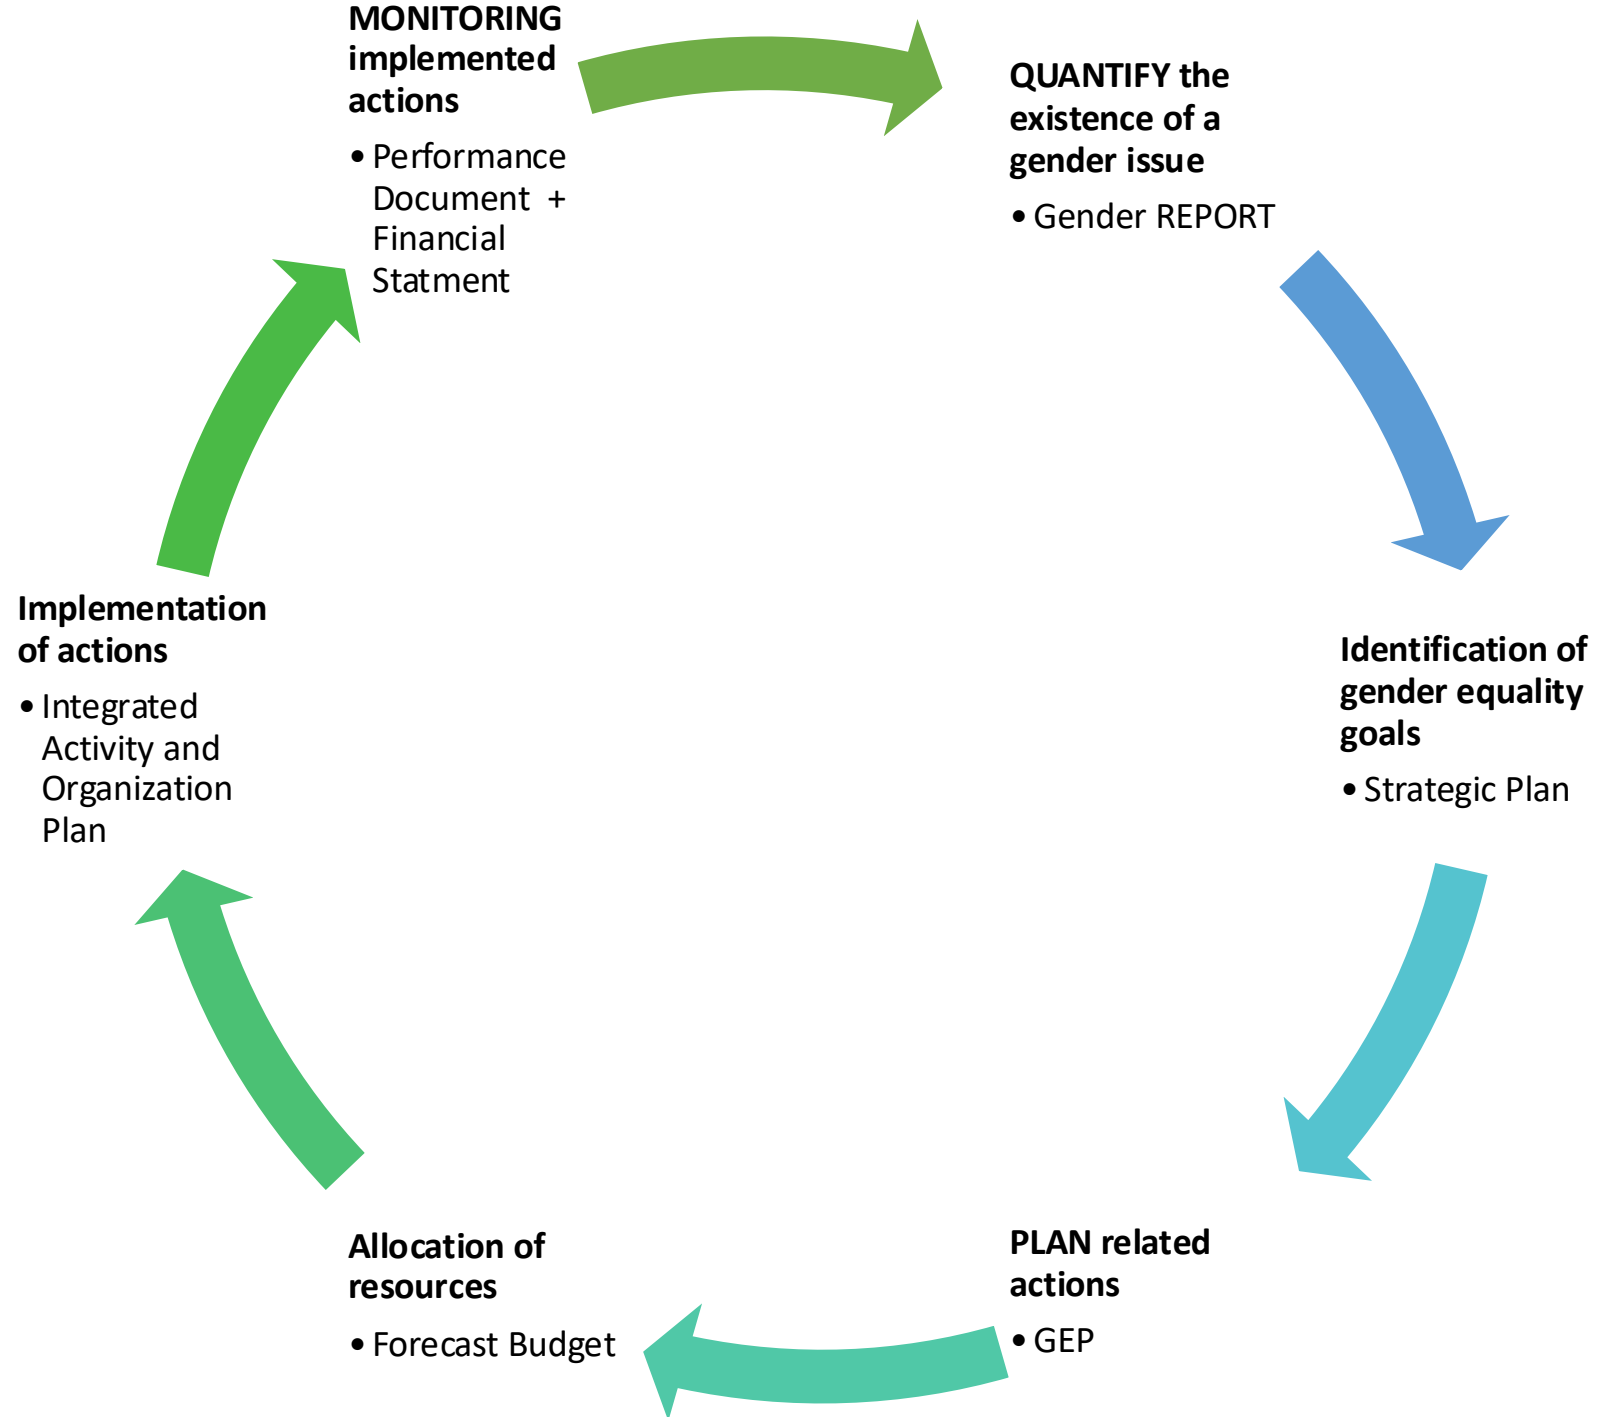 MONITORING
implemented
actions
• Performance
Document +
Financial
Statment
QUANTIFY the
existence of a
gender issue
• Gender REPORT
Identification of
gender equality
goals
• Strategic Plan
PLAN related
actions
• GEP
Allocation of
resources
• Forecast Budget
Implementation
of actions
• Integrated
Activity and
Organization
Plan